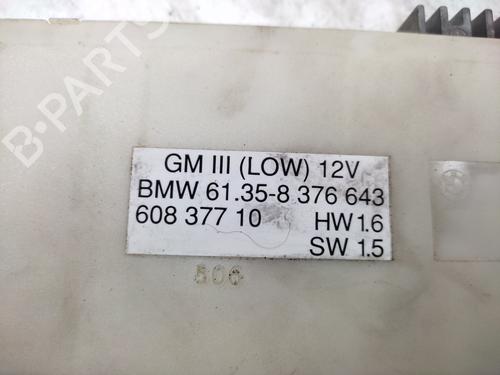 B-PARTS
GM III (LOW) 12V
BMW 61.35-8 376 643
608 377 10 HW 1.6
SW 1.5
506